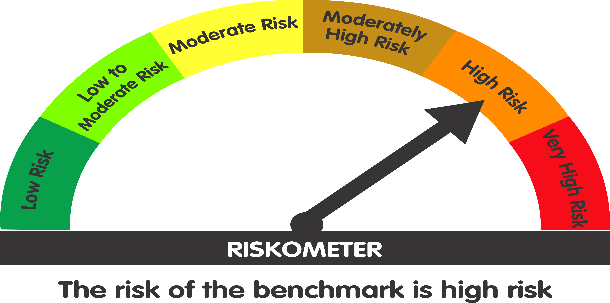 Low Risk
Low to
Moderate Risk
Moderate Risk
Moderately
High Risk
High Risk
Very High Risk
RISKOMETER
The risk of the benchmark is high risk